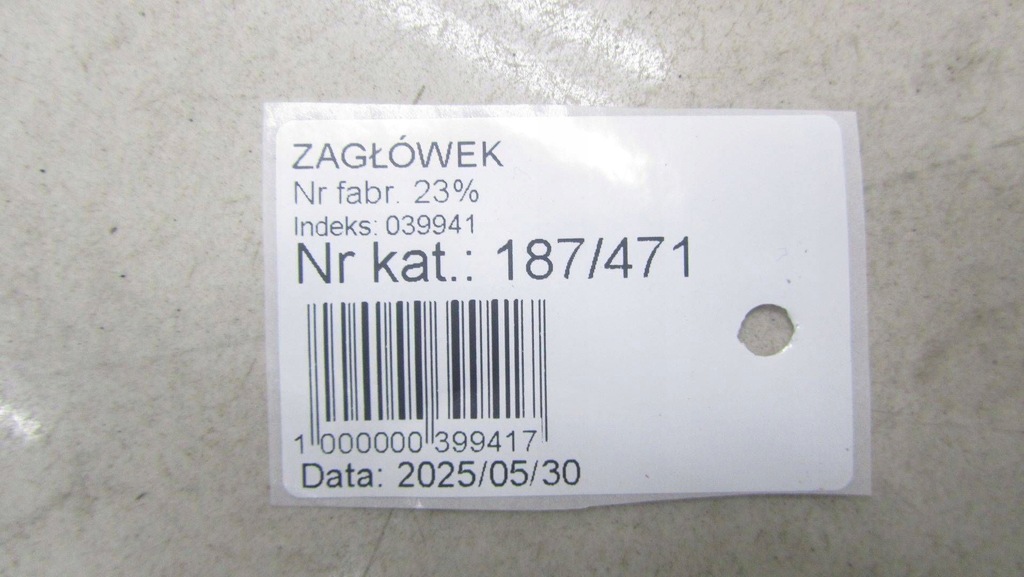 ZAGŁÓWEK
Nr fabr. 23%
Indeks: 039941
Nr kat.: 187/471
1 000000 399417
Data: 2025/05/30